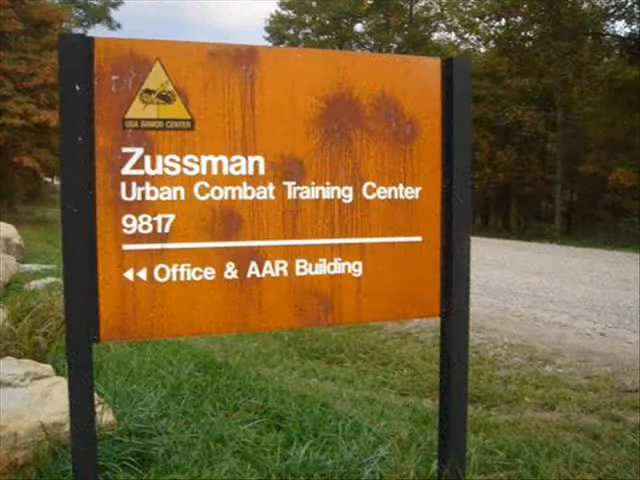 USA ARMOR CENTER
Zussman
Urban Combat Training Center
9817
Office & AAR Building